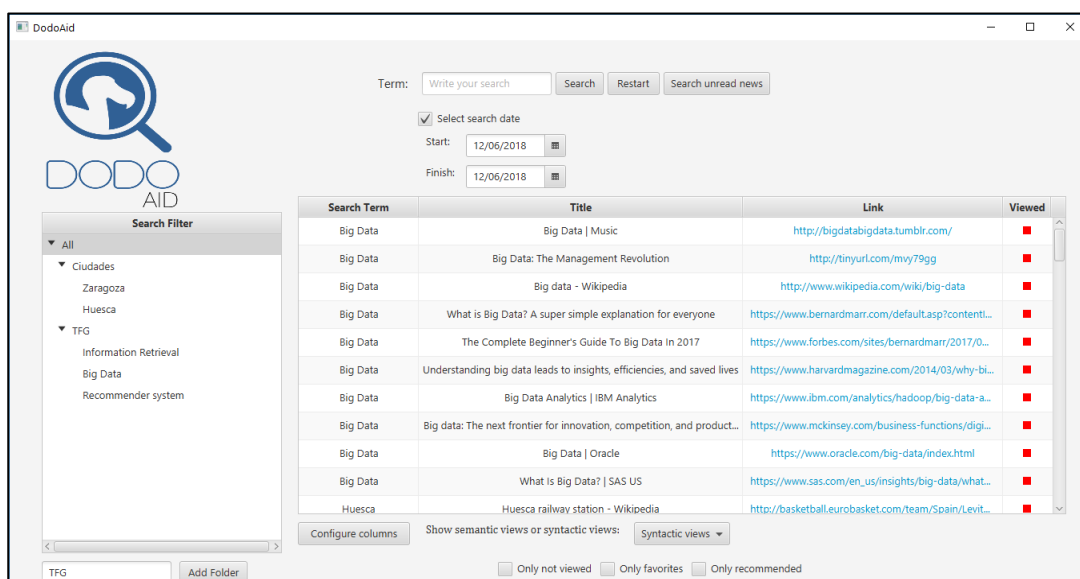 DodoAid
DODO
AID
Term:
Write your search
Search
Restart
Search unread news
Select search date
Start:
12/06/2018
Finish:
12/06/2018
Search Filter
All
Ciudades
Zaragoza
Huesca
TFG
Information Retrieval
Big Data
Recommender system
TFG
Add Folder
Search Term Title Link Viewed
Big Data Big Data | Music http://bigdatabigdata.tumblr.com/
Big Data Big Data: The Management Revolution http://tinyurl.com/mvy79gg
Big Data Big data - Wikipedia http://www.wikipedia.com/wiki/big-data
Big Data What is Big Data? A super simple explanation for everyone https://www.bernardmarr.com/default.asp?contentI...
Big Data The Complete Beginner's Guide To Big Data In 2017 https://www.forbes.com/sites/bernardmarr/2017/0...
Big Data Understanding big data leads to insights, efficiencies, and saved lives https://www.harvardmagazine.com/2014/03/why-bi...
Big Data Big Data Analytics | IBM Analytics https://www.ibm.com/analytics/hadoop/big-data-a...
Big Data Big data: The next frontier for innovation, competition, and product... https://www.mckinsey.com/business-functions/digi...
Big Data Big Data | Oracle https://www.oracle.com/big-data/index.html
Big Data What Is Big Data? | SAS US https://www.sas.com/en_us/insights/big-data/what...
Huesca Huesca railway station - Wikipedia http://basketball.eurobasket.com/team/Spain/Levit...
Configure columns
Show semantic views or syntactic views:
Syntactic views
Only not viewed
Only favorites
Only recommended